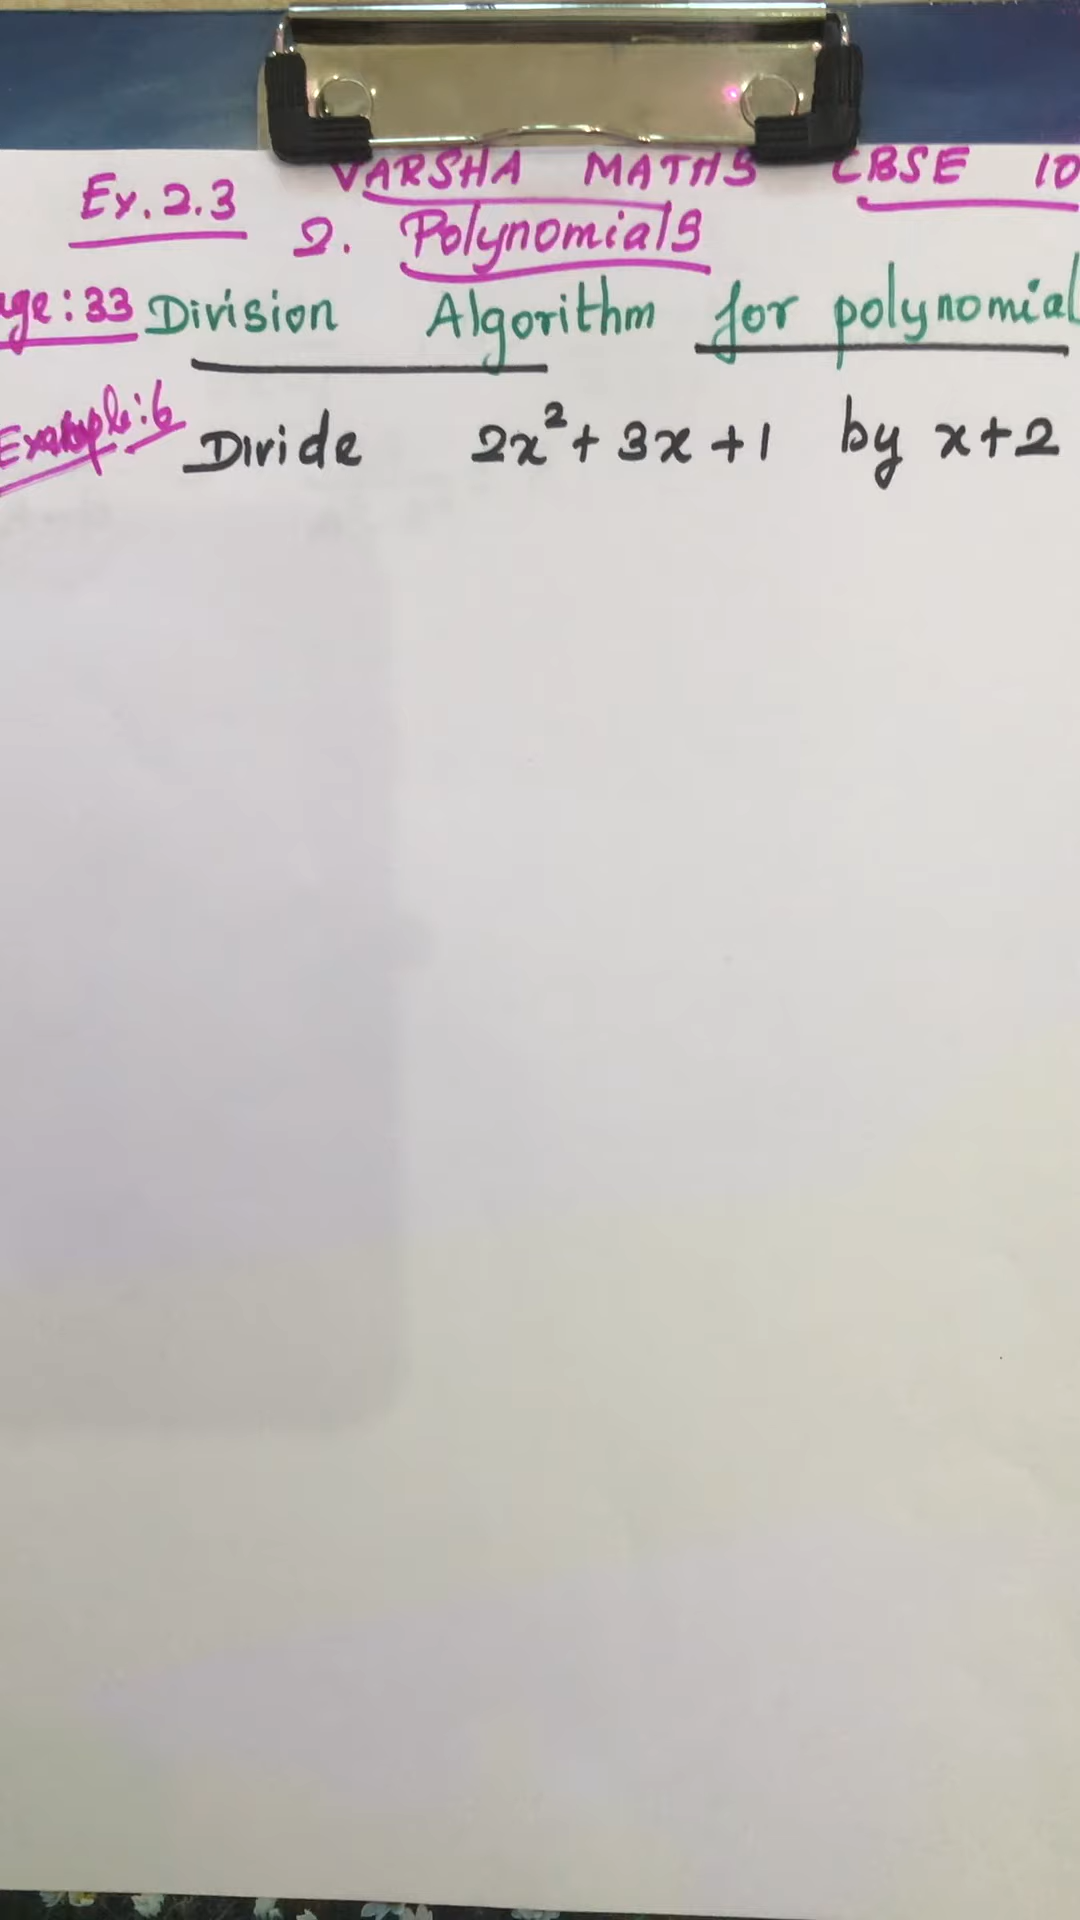 VARSHA MATHS CBSE 10
Ex. 2.3
2. Polynomials
age: 33 Division Algorithm for polynomial
Example: 6 Divide 2x² + 3x + 1 by x + 2